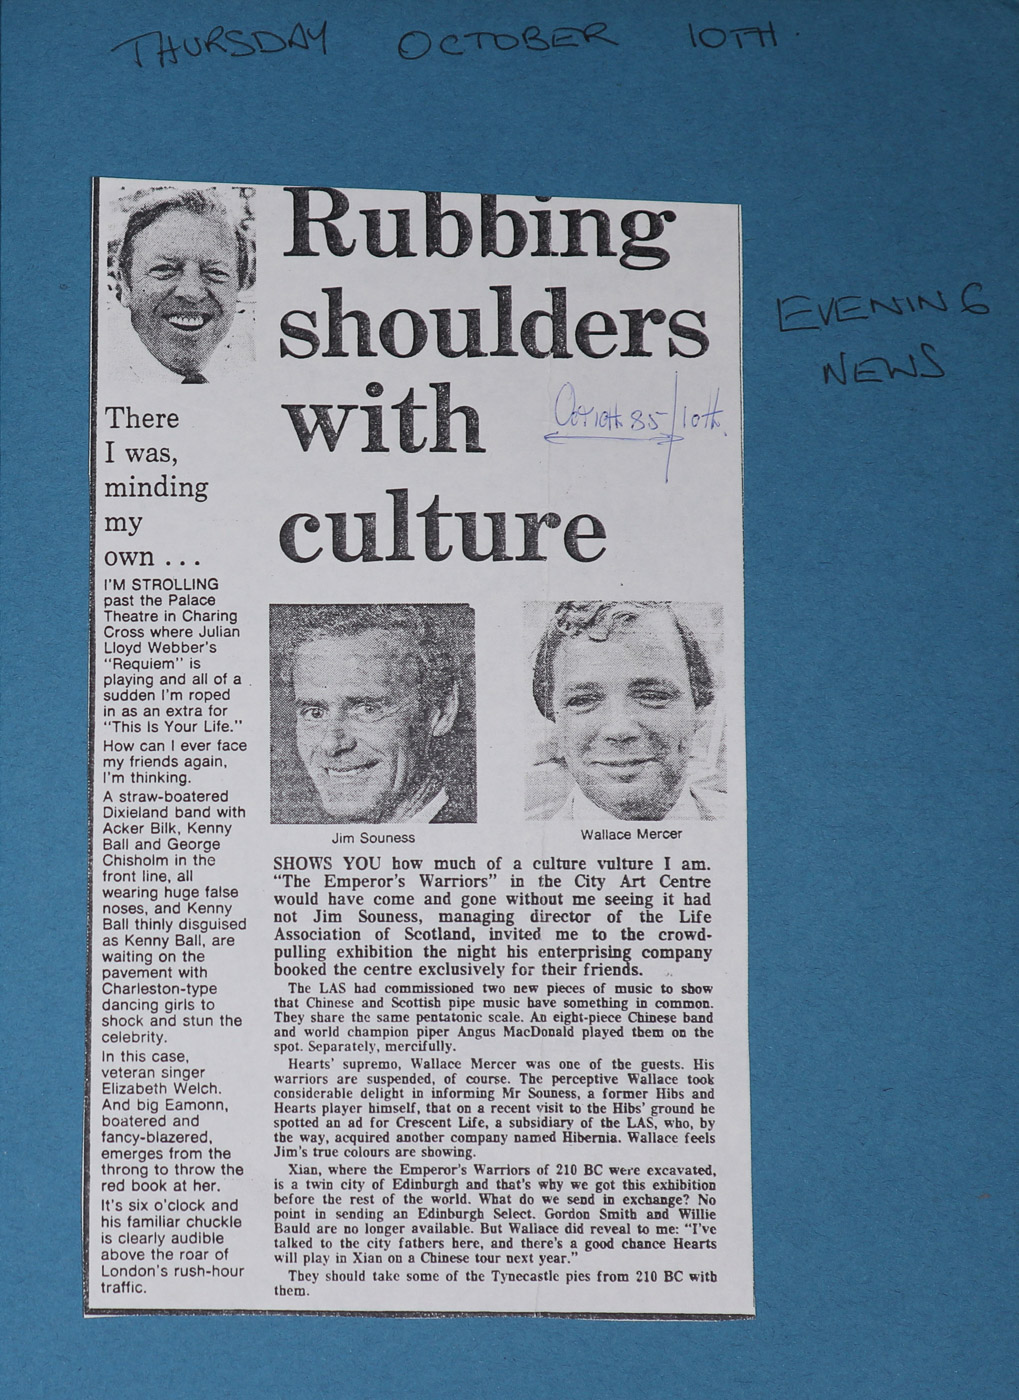 THURSDAY OCTOBER 10TH.
EVENING
NEWS
Rubbing
shoulders
with
culture
Oct 10th 85/10th.
There
I was,
minding
my
own . . .
I'M STROLLING
past the Palace
Theatre in Charing
Cross where Julian
Lloyd Webber's
"Requiem" is
playing and all of a
sudden I'm roped
in as an extra for
"This Is Your Life."
How can I ever face
my friends again,
I'm thinking.
A straw-boatered
Dixieland band with
Acker Bilk, Kenny
Ball and George
Chisholm in the
front line, all
wearing huge false
noses, and Kenny
Ball thinly disguised
as Kenny Ball, are
waiting on the
pavement with
Charleston-type
dancing girls to
shock and stun the
celebrity.
In this case,
veteran singer
Elizabeth Welch.
And big Eamonn,
boatered and
fancy-blazered,
emerges from the
throng to throw the
red book at her.
It's six o'clock and
his familiar chuckle
is clearly audible
above the roar of
London's rush-hour
traffic.
Jim Souness
Wallace Mercer
SHOWS YOU how much of a culture vulture I am.
"The Emperor's Warriors" in the City Art Centre
would have come and gone without me seeing it had
not Jim Souness, managing director of the Life
Association of Scotland, invited me to the crowd-
pulling exhibition the night his enterprising company
booked the centre exclusively for their friends.
The LAS had commissioned two new pieces of music to show
that Chinese and Scottish pipe music have something in common.
They share the same pentatonic scale. An eight-piece Chinese band
and world champion piper Angus MacDonald played them on the
spot. Separately, mercifully.
Hearts' supremo, Wallace Mercer was one of the guests. His
warriors are suspended, of course. The perceptive Wallace took
considerable delight in informing Mr Souness, a former Hibs and
Hearts player himself, that on a recent visit to the Hibs' ground he
spotted an ad for Crescent Life, a subsidiary of the LAS, who, by
the way, acquired another company named Hibernia. Wallace feels
Jim's true colours are showing.
Xian, where the Emperor's Warriors of 210 BC were excavated,
is a twin city of Edinburgh and that's why we got this exhibition
before the rest of the world. What do we send in exchange? No
point in sending an Edinburgh Select. Gordon Smith and Willie
Bauld are no longer available. But Wallace did reveal to me: "I've
talked to the city fathers here, and there's a good chance Hearts
will play in Xian on a Chinese tour next year."
They should take some of the Tynecastle pies from 210 BC with
them.